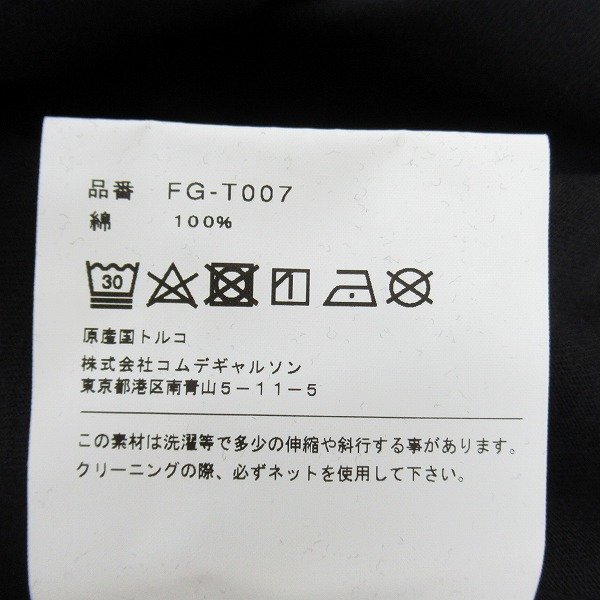 品番 FG-T007
綿 100%
30
原産国トルコ
株式会社コムデギャルソン
東京都港区南青山5-11-5
この素材は洗濯等で多少の伸縮や斜行する事があります。
クリーニングの際、必ずネットを使用して下さい。